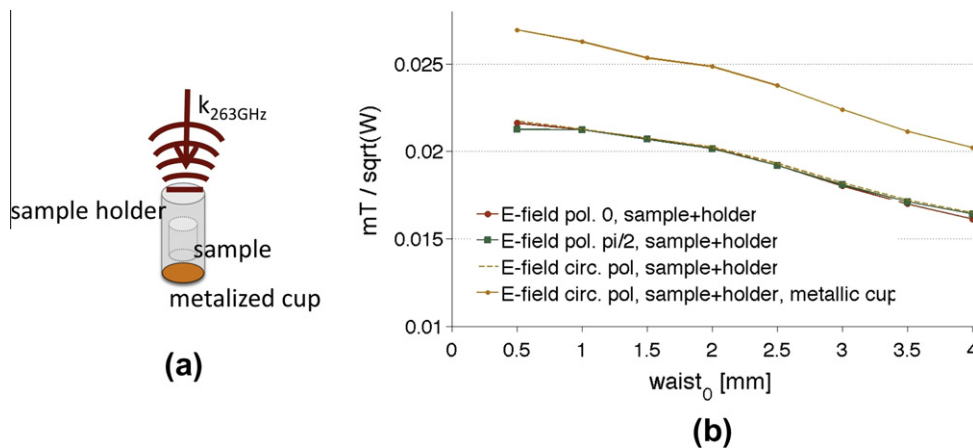 k263GHz
sample holder
sample
metalized cup
(a)
mT / sqrt(W)
0.025
0.02
0.015
0.01
E-field pol. 0, sample+holder
E-field pol. pi/2, sample+holder
E-field circ. pol, sample+holder
E-field circ. pol, sample+holder, metallic cup
0 0.5 1 1.5 2 2.5 3 3.5 4
waist0 [mm]
(b)